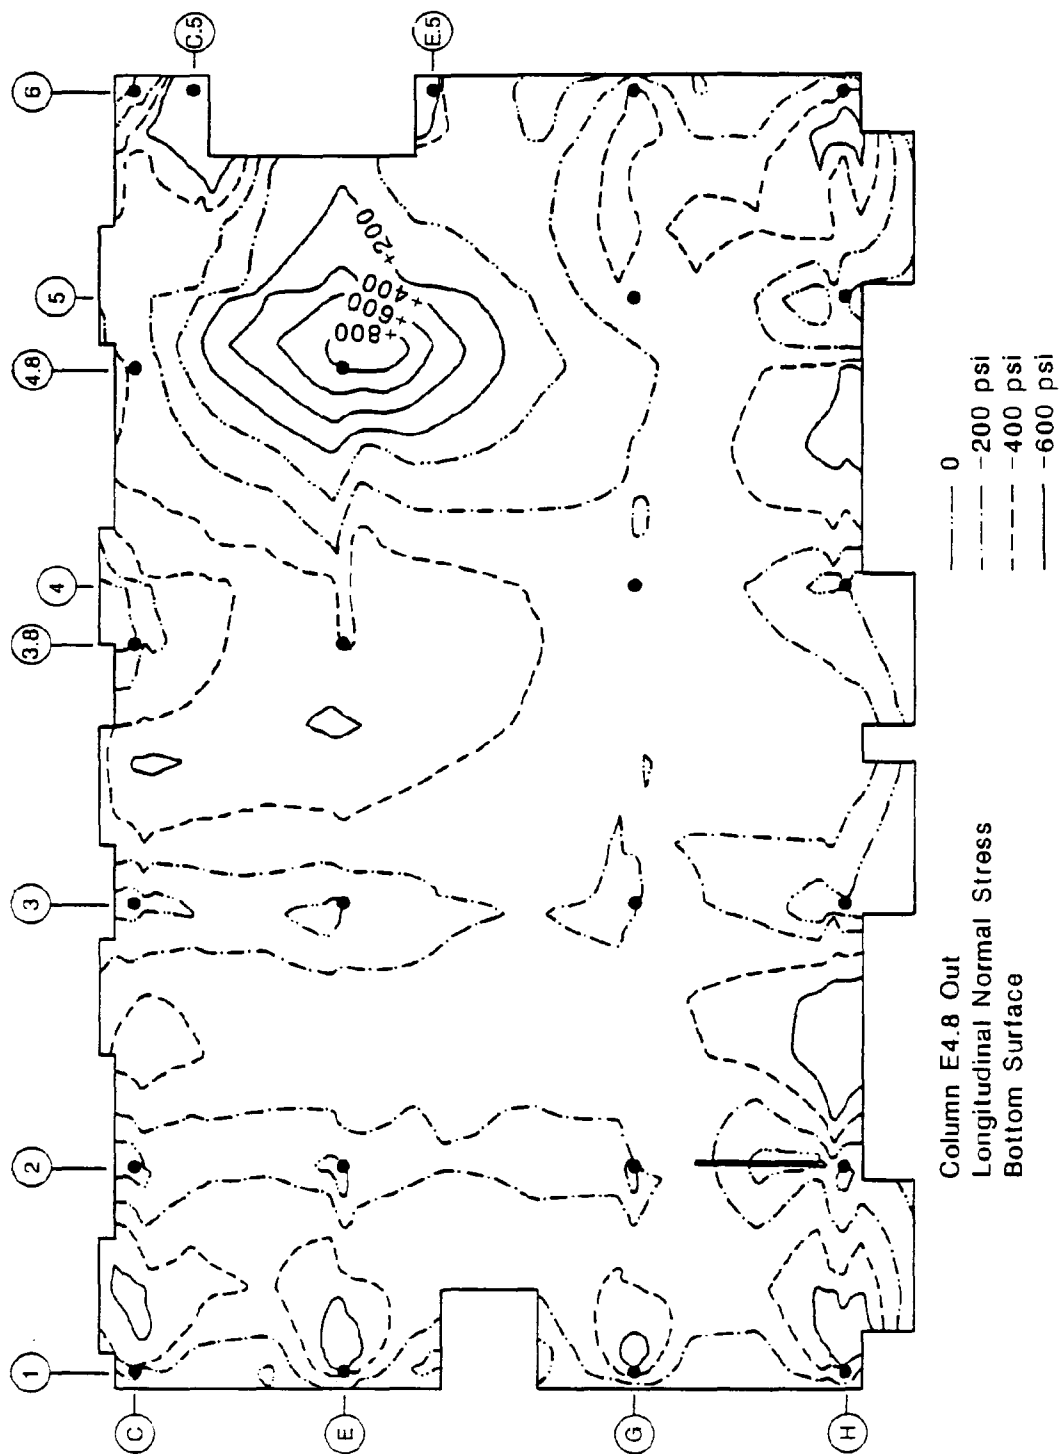 6
C.5
E.5
5
4.8
4
3.8
3
2
1
C
E
G
H
+200
+400
+600
+800
Column E4.8 Out
Longitudinal Normal Stress
Bottom Surface
0
-200 psi
-400 psi
-600 psi